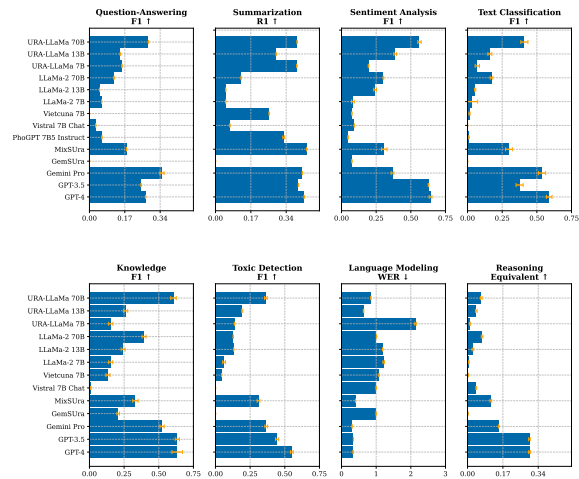 Question-Answering
F1 ↑
Summarization
R1 ↑
Sentiment Analysis
F1 ↑
Text Classification
F1 ↑
URA-LLaMa 70B
URA-LLaMa 13B
URA-LLaMa 7B
LLaMa-2 70B
LLaMa-2 13B
LLaMa-2 7B
Vietcuna 7B
Vistral 7B Chat
PhoGPT 7B5 Instruct
MixSUra
GemSUra
Gemini Pro
GPT-3.5
GPT-4
0.00 0.17 0.34
0.00 0.17 0.34
0.00 0.25 0.50 0.75
0.00 0.25 0.50 0.75
Knowledge
F1 ↑
Toxic Detection
F1 ↑
Language Modeling
WER ↓
Reasoning
Equivalent ↑
URA-LLaMa 70B
URA-LLaMa 13B
URA-LLaMa 7B
LLaMa-2 70B
LLaMa-2 13B
LLaMa-2 7B
Vietcuna 7B
Vistral 7B Chat
MixSUra
GemSUra
Gemini Pro
GPT-3.5
GPT-4
0.00 0.25 0.50 0.75
0.00 0.25 0.50 0.75
0 1 2 3
0.00 0.17 0.34